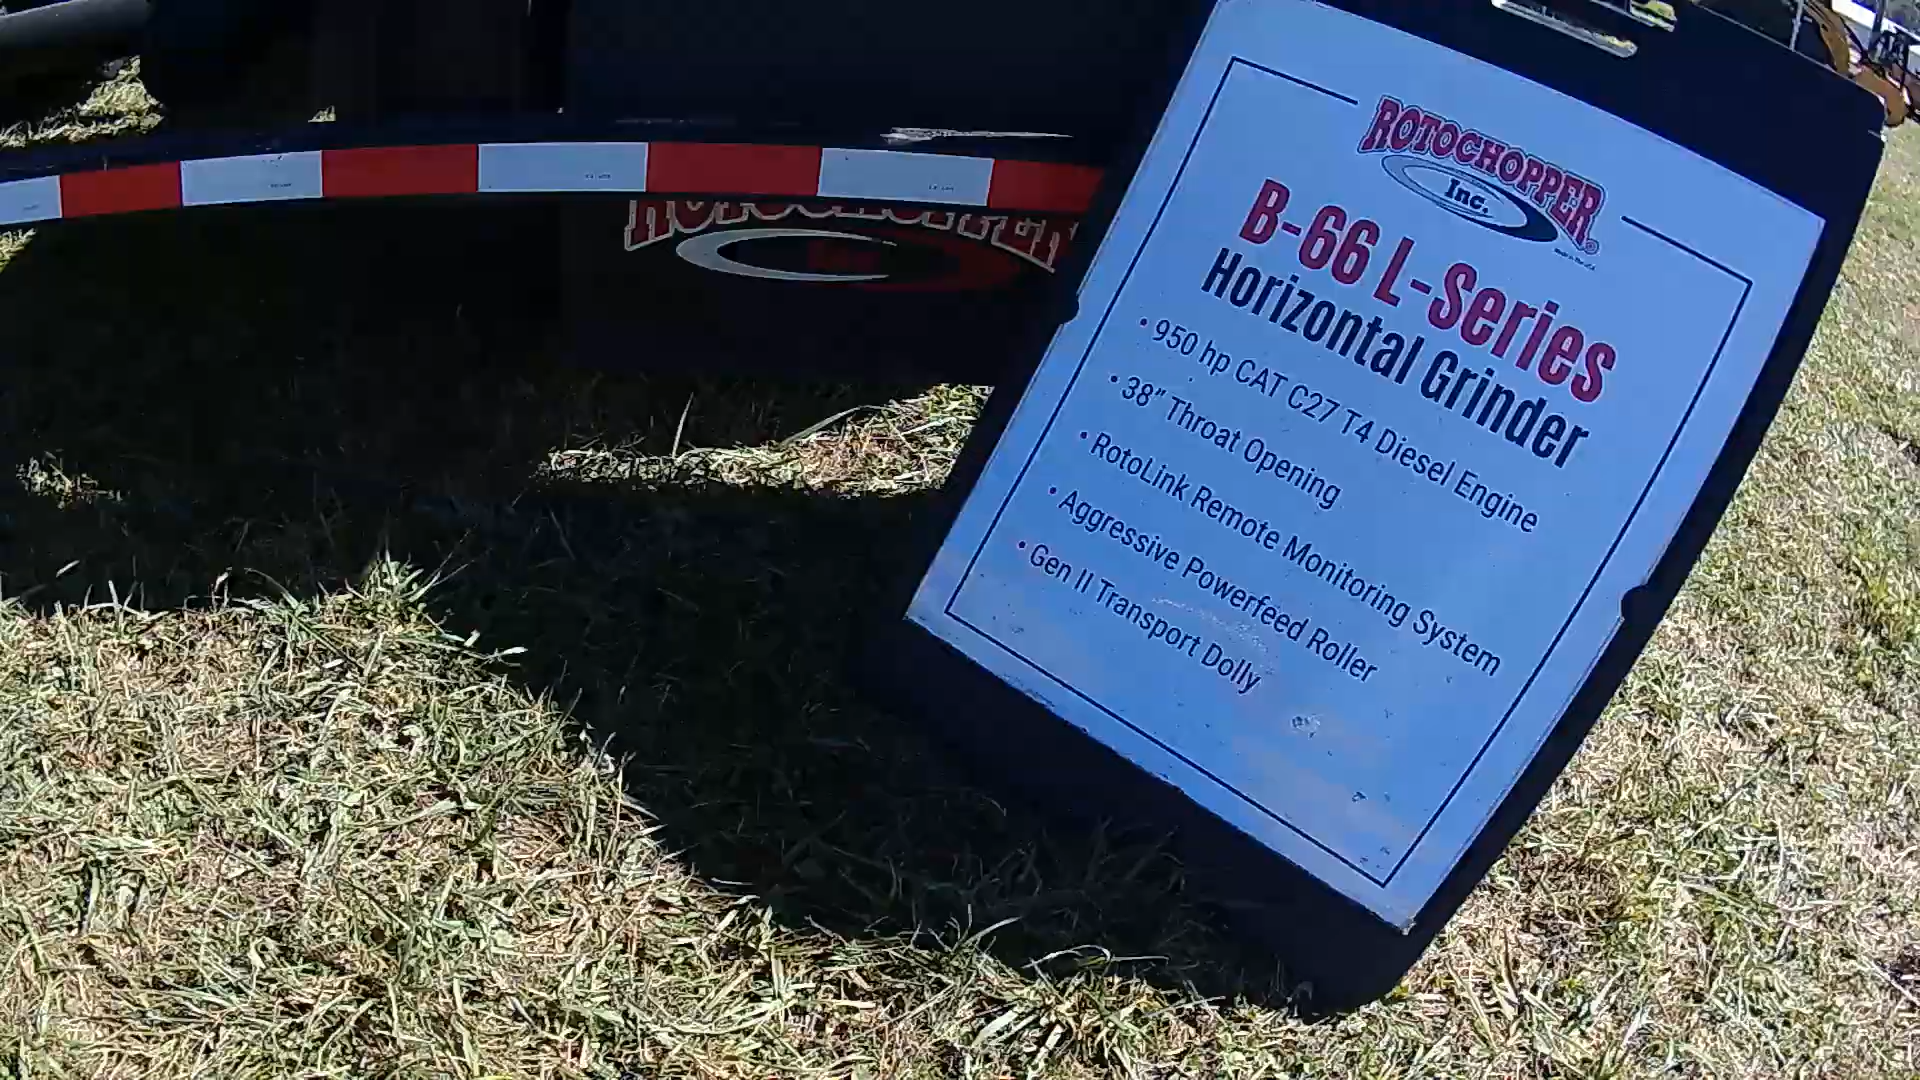 ROTOCHOPPER
Inc.
B-66 L-Series
Horizontal Grinder
• 950 hp CAT C27 T4 Diesel Engine
• 38" Throat Opening
• RotoLink Remote Monitoring System
• Aggressive Powerfeed Roller
• Gen II Transport Dolly
ROTOCHOPPER